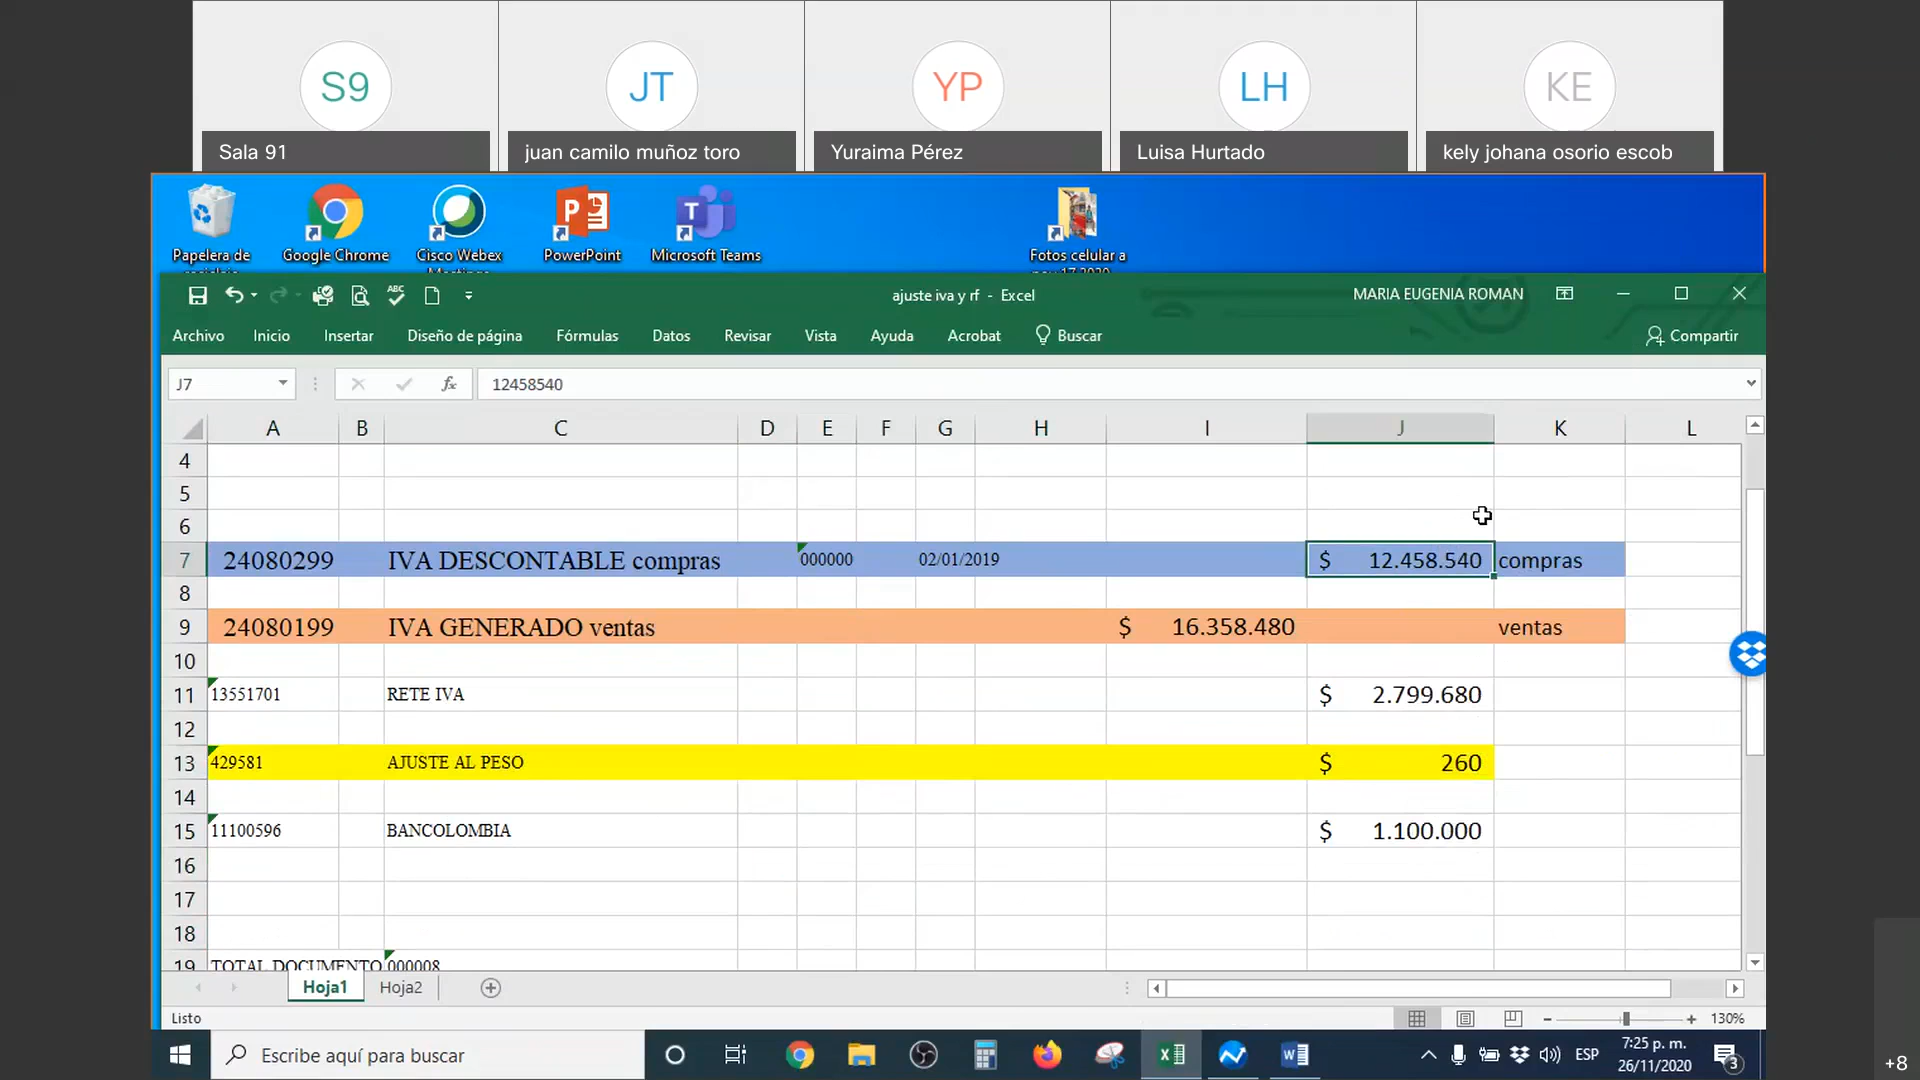 S9
JT
YP
LH
KE
Sala 91
juan camilo muñoz toro
Yuraima Pérez
Luisa Hurtado
kely johana osorio escob
Papelera de
Google Chrome
Cisco Webex
PowerPoint
Microsoft Teams
Fotos celular a
ajuste iva y rf - Excel
MARIA EUGENIA ROMAN
Archivo
Inicio
Insertar
Diseño de página
Fórmulas
Datos
Revisar
Vista
Ayuda
Acrobat
Buscar
Compartir
J7
fx
12458540
A B C D E F G H I J K L
4
5
6
7 24080299 IVA DESCONTABLE compras 000000 02/01/2019 $ 12.458.540 compras
8
9 24080199 IVA GENERADO ventas $ 16.358.480 ventas
10
11 13551701 RETE IVA $ 2.799.680
12
13 429581 AJUSTE AL PESO $ 260
14
15 11100596 BANCOLOMBIA $ 1.100.000
16
17
18
19 TOTAL DOCUMENTO 000008
Hoja1
Hoja2
Listo
130%
Escribe aquí para buscar
ESP
7:25 p. m.
26/11/2020
3
+8